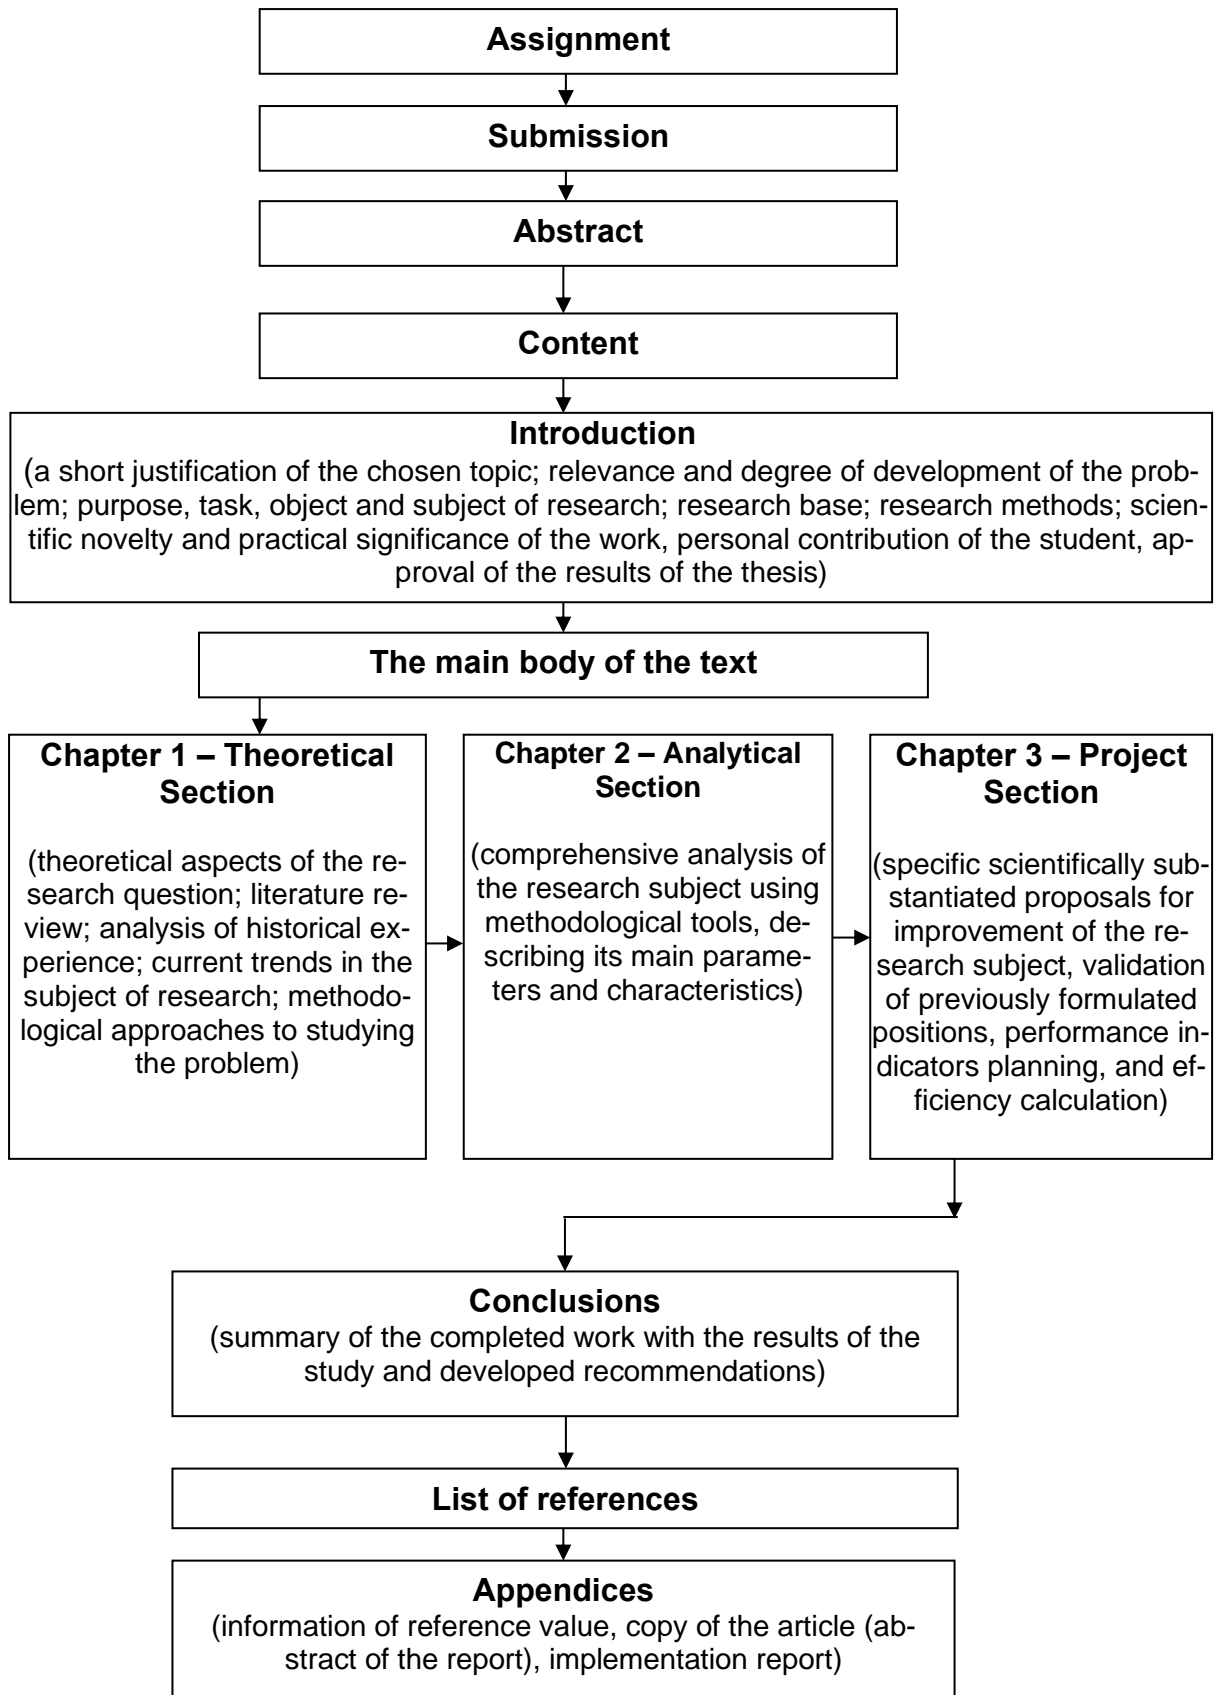 Assignment
Submission
Abstract
Content
Introduction
(a short justification of the chosen topic; relevance and degree of development of the prob-
lem; purpose, task, object and subject of research; research base; research methods; scien-
tific novelty and practical significance of the work, personal contribution of the student, ap-
proval of the results of the thesis)
The main body of the text
Chapter 1 – Theoretical
Section
(theoretical aspects of the re-
search question; literature re-
view; analysis of historical ex-
perience; current trends in the
subject of research; methodo-
logical approaches to studying
the problem)
Chapter 2 – Analytical
Section
(comprehensive analysis of
the research subject using
methodological tools, de-
scribing its main parame-
ters and characteristics)
Chapter 3 – Project
Section
(specific scientifically sub-
stantiated proposals for
improvement of the re-
search subject, validation
of previously formulated
positions, performance in-
dicators planning, and ef-
ficiency calculation)
Conclusions
(summary of the completed work with the results of the
study and developed recommendations)
List of references
Appendices
(information of reference value, copy of the article (ab-
stract of the report), implementation report)